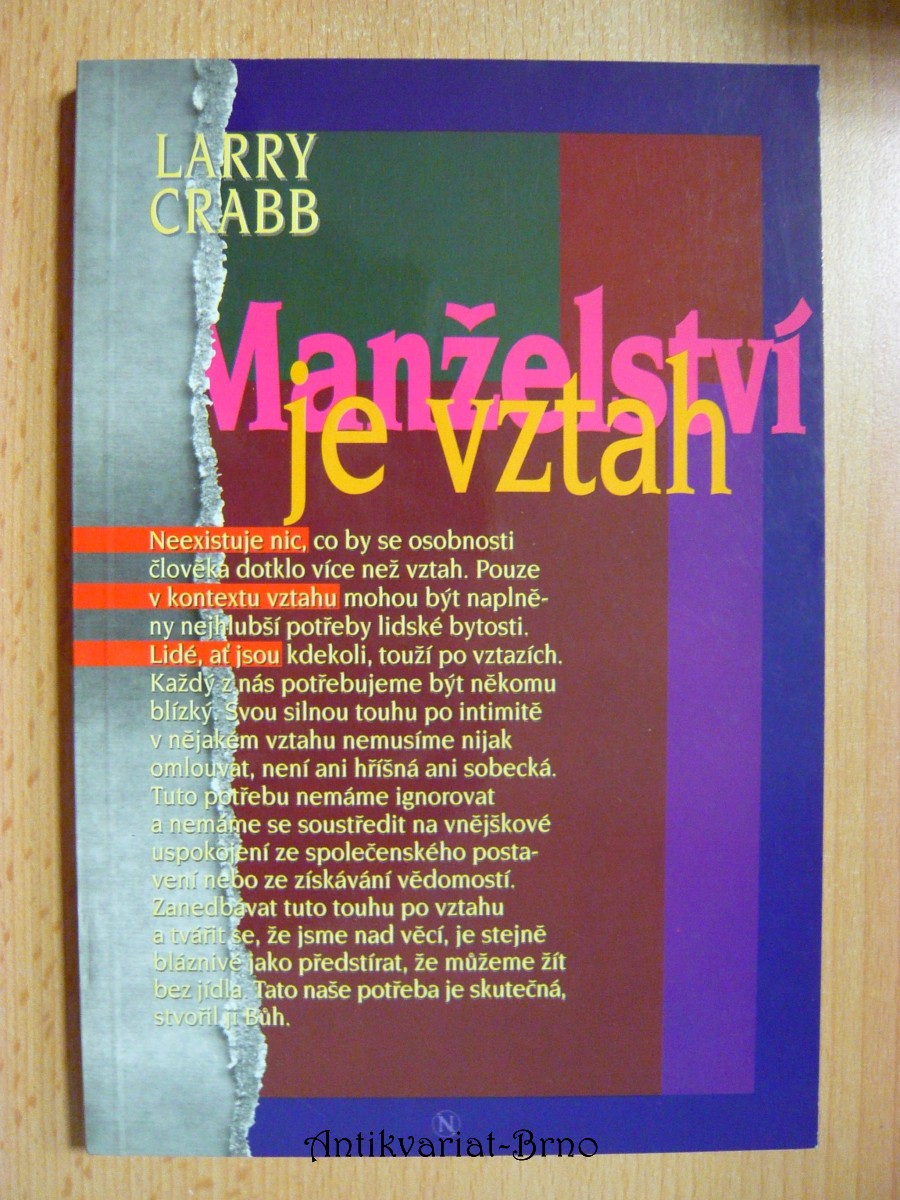 LARRY
CRABB
Manželství
je vztah
Neexistuje nic, co by se osobnosti
člověka dotklo více než vztah. Pouze
v kontextu vztahu mohou být naplně-
ny nejhlubší potřeby lidské bytosti.
Lidé, ať jsou kdekoli, touží po vztazích.
Každý z nás potřebujeme být někomu
blízký. Svou silnou touhu po intimitě
v nějakém vztahu nemusíme nijak
omlouvat, není ani hříšná ani sobecká.
Tuto potřebu nemáme ignorovat
a nemáme se soustředit na vnějškové
uspokojení ze společenského posta-
vení nebo ze získávání vědomostí.
Zanedbávat tuto touhu po vztahu
a tvářit se, že jsme nad věcí, je stejně
bláznivé jako předstírat, že můžeme žít
bez jídla. Tato naše potřeba je skutečná,
stvořil ji Bůh.
N
Antikvariat-Brno